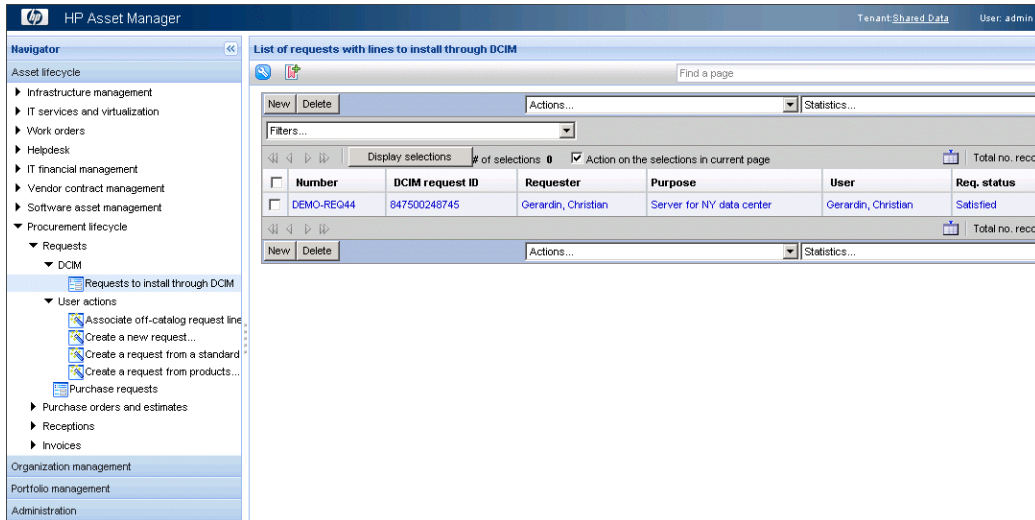 hp HP Asset Manager Tenant:Shared Data User: admin
Navigator
Asset lifecycle
Infrastructure management
IT services and virtualization
Work orders
Helpdesk
IT financial management
Vendor contract management
Software asset management
Procurement lifecycle
Requests
DCIM
Requests to install through DCIM
User actions
Associate off-catalog request line
Create a new request...
Create a request from a standard
Create a request from products...
Purchase requests
Purchase orders and estimates
Receptions
Invoices
Organization management
Portfolio management
Administration
List of requests with lines to install through DCIM
Find a page
New Delete Actions... Statistics...
Filters...
Display selections # of selections 0 Action on the selections in current page Total no. reco
Number DCIM request ID Requester Purpose User Req. status
DEMO-REQ44 847500248745 Gerardin, Christian Server for NY data center Gerardin, Christian Satisfied
Total no. reco
New Delete Actions... Statistics...